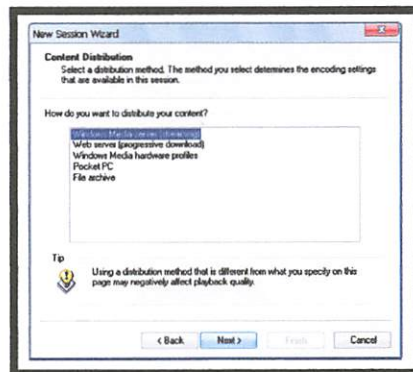 New Session Wizard
Content Distribution
Select a distribution method. The method you select determines the encoding settings
that are available in this session.
How do you want to distribute your content?
Windows Media server (streaming)
Web server (progressive download)
Windows Media hardware profiles
Pocket PC
File archive
Tip
Using a distribution method that is different from what you specify on this
page may negatively affect playback quality.
< Back
Next >
Finish
Cancel